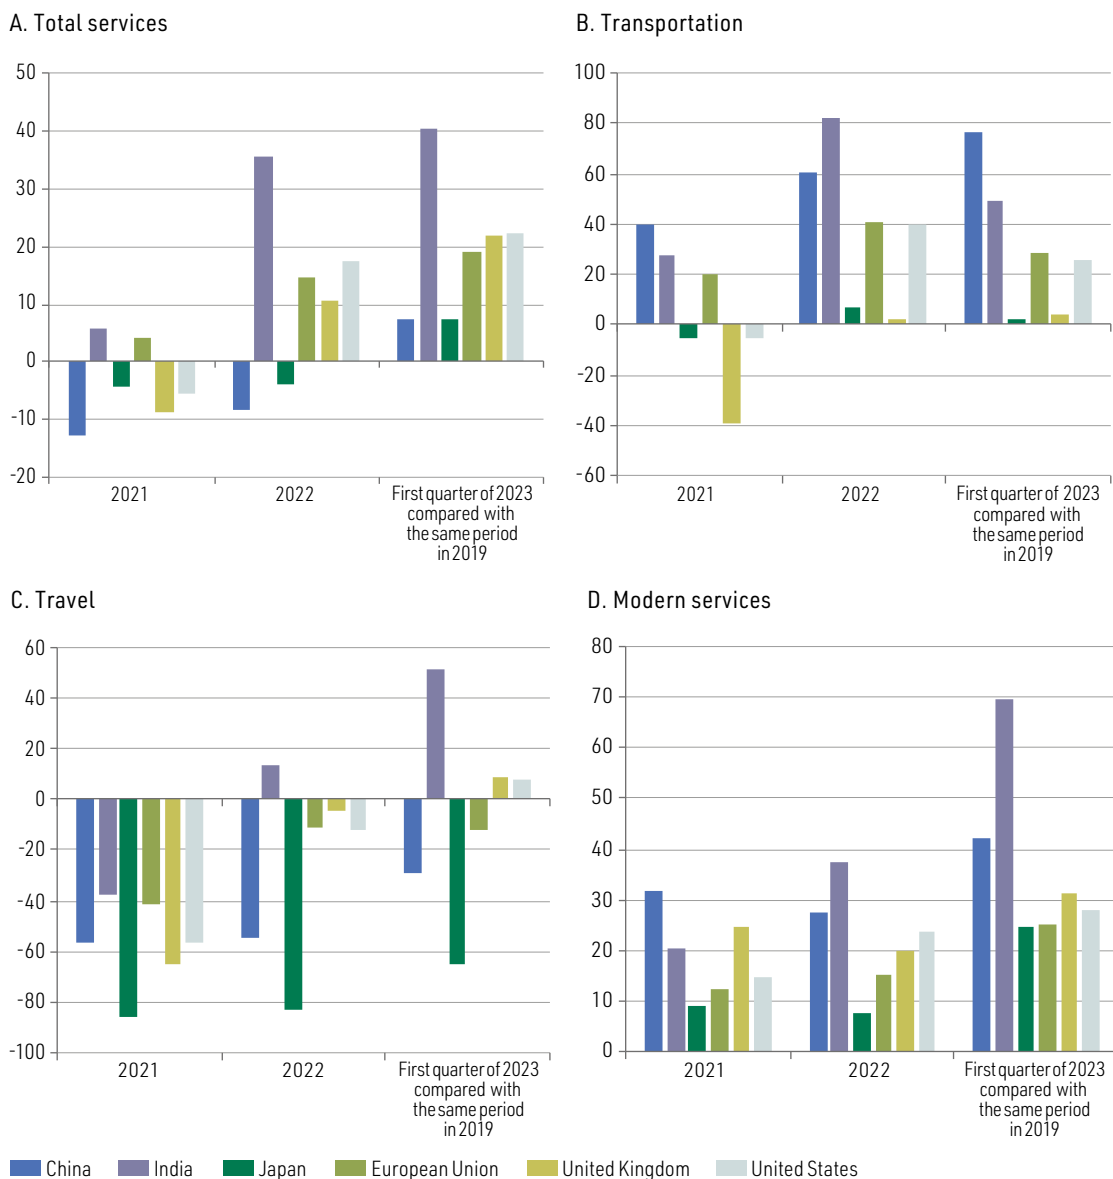 A. Total services
50
40
30
20
10
0
-10
-20
2021
2022
First quarter of 2023
compared with
the same period
in 2019
B. Transportation
100
80
60
40
20
0
-20
-40
-60
2021
2022
First quarter of 2023
compared with
the same period
in 2019
C. Travel
60
40
20
0
-20
-40
-60
-80
-100
2021
2022
First quarter of 2023
compared with
the same period
in 2019
D. Modern services
80
70
60
50
40
30
20
10
0
2021
2022
First quarter of 2023
compared with
the same period
in 2019
China India Japan European Union United Kingdom United States